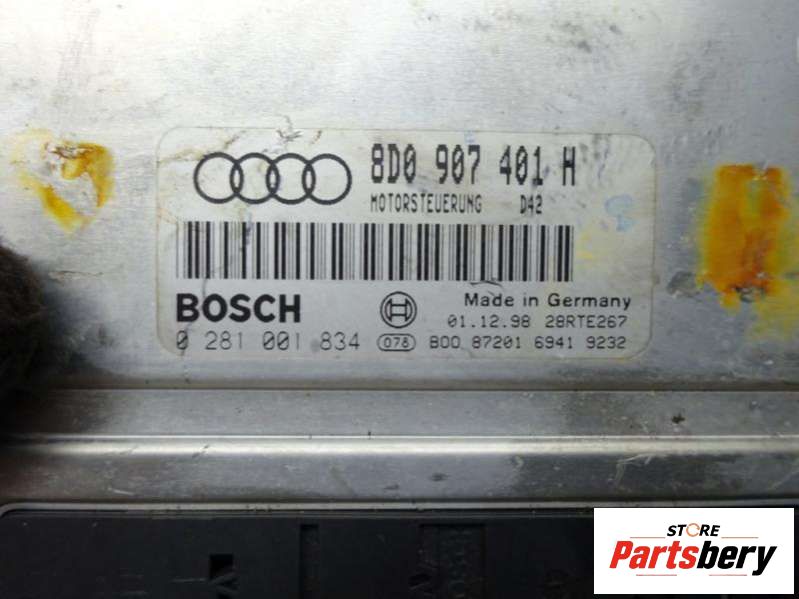 8D0 907 401 H
MOTORSTEUERUNG D42
BOSCH
Made in Germany
01.12.98 28RTE267
0 281 001 834 078 B00 87201 6941 9232
STORE
Partsbery